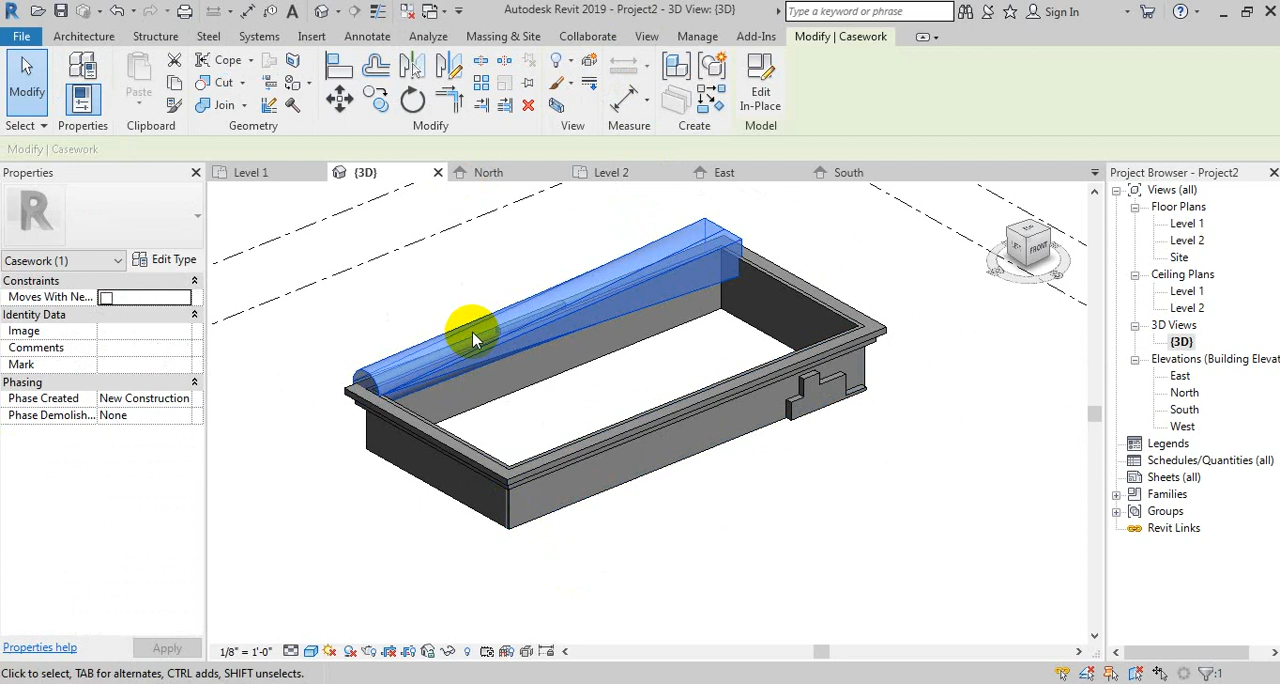 Autodesk Revit 2019 - Project2 - 3D View: {3D}
Type a keyword or phrase
Sign In
File Architecture Structure Steel Systems Insert Annotate Analyze Massing & Site Collaborate View Manage Add-Ins Modify | Casework
Modify
Paste
Cope
Cut
Join
Edit
In-Place
Select Properties Clipboard Geometry Modify View Measure Create Model
Modify | Casework
Properties
Level 1
{3D}
North
Level 2
East
South
Project Browser - Project2
R
Casework (1)
Edit Type
Constraints
Moves With Ne...
Identity Data
Image
Comments
Mark
Phasing
Phase Created New Construction
Phase Demolish... None
Properties help
Apply
FRONT
Views (all)
Floor Plans
Level 1
Level 2
Site
Ceiling Plans
Level 1
Level 2
3D Views
{3D}
Elevations (Building Elevat
East
North
South
West
Legends
Schedules/Quantities (all)
Sheets (all)
Families
Groups
Revit Links
1/8" = 1'-0"
Click to select, TAB for alternates, CTRL adds, SHIFT unselects.
:1